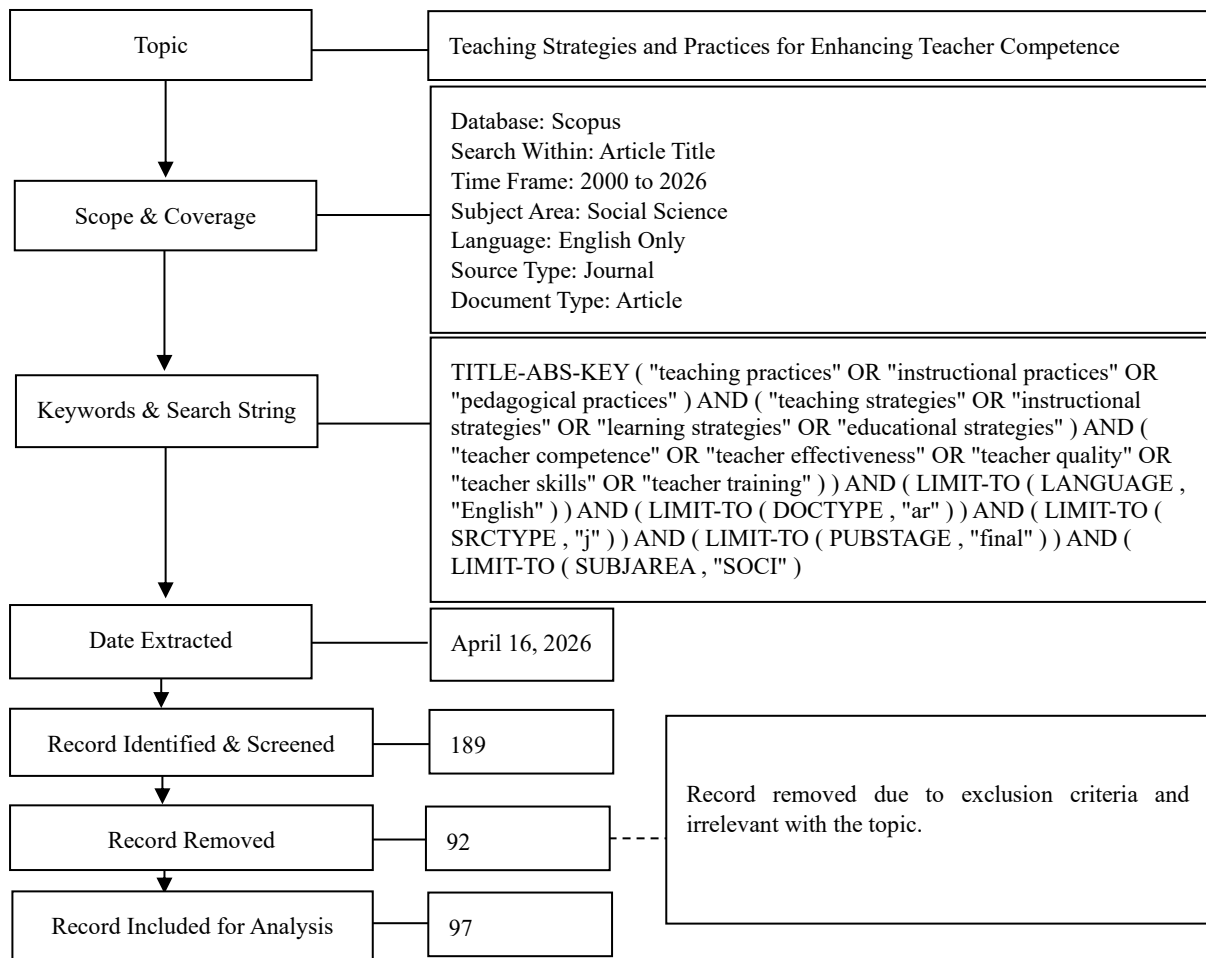 Topic
Teaching Strategies and Practices for Enhancing Teacher Competence
Scope & Coverage
Database: Scopus
Search Within: Article Title
Time Frame: 2000 to 2026
Subject Area: Social Science
Language: English Only
Source Type: Journal
Document Type: Article
Keywords & Search String
TITLE-ABS-KEY ( "teaching practices" OR "instructional practices" OR
"pedagogical practices" ) AND ( "teaching strategies" OR "instructional
strategies" OR "learning strategies" OR "educational strategies" ) AND (
"teacher competence" OR "teacher effectiveness" OR "teacher quality" OR
"teacher skills" OR "teacher training" ) ) AND ( LIMIT-TO ( LANGUAGE ,
"English" ) ) AND ( LIMIT-TO ( DOCTYPE , "ar" ) ) AND ( LIMIT-TO (
SRCTYPE , "j" ) ) AND ( LIMIT-TO ( PUBSTAGE , "final" ) ) AND (
LIMIT-TO ( SUBJAREA , "SOCI" )
Date Extracted
April 16, 2026
Record Identified & Screened
189
Record Removed
92
Record removed due to exclusion criteria and
irrelevant with the topic.
Record Included for Analysis
97